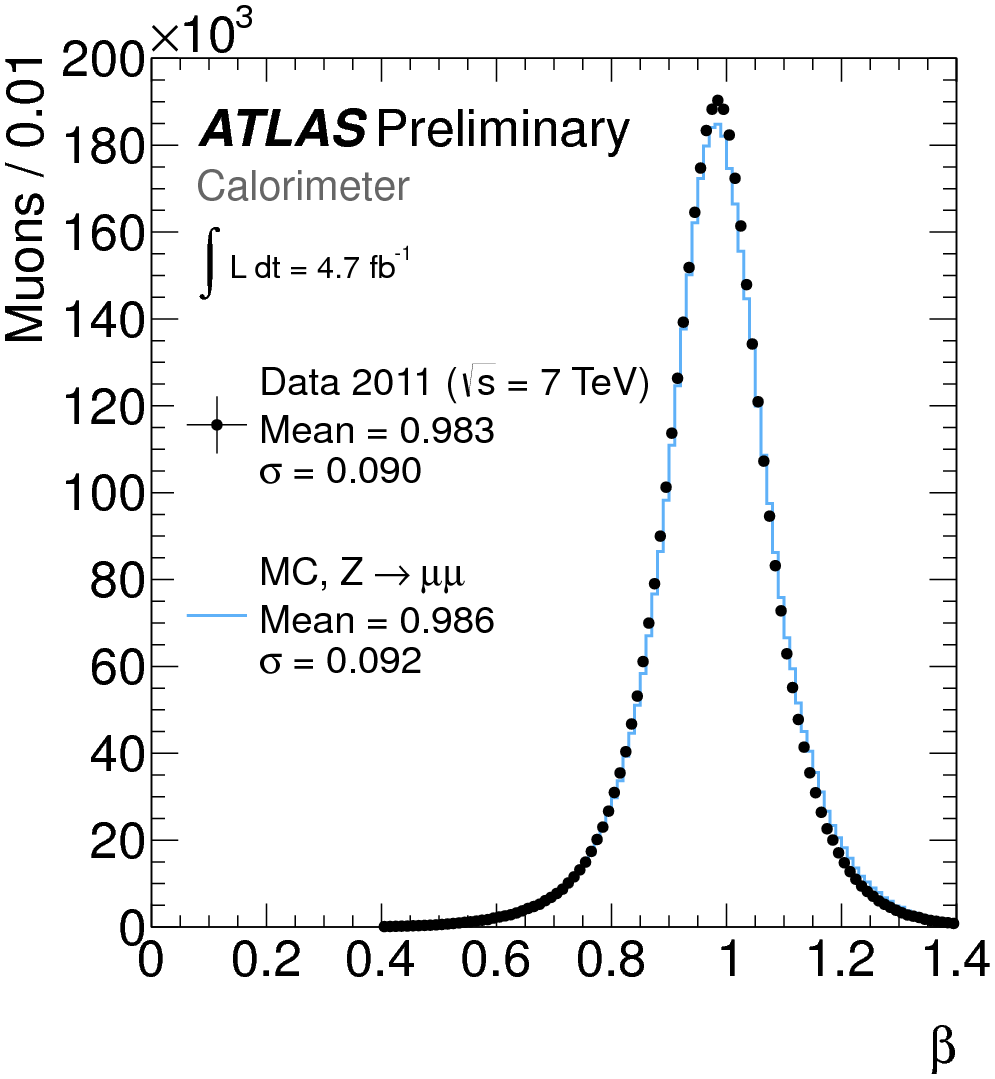 ×10³
Muons / 0.01
200
180
160
140
120
100
80
60
40
20
0
ATLAS Preliminary
Calorimeter
∫ L dt = 4.7 fb⁻¹
Data 2011 (√s = 7 TeV)
Mean = 0.983
σ = 0.090
MC, Z → μμ
Mean = 0.986
σ = 0.092
0 0.2 0.4 0.6 0.8 1 1.2 1.4
β